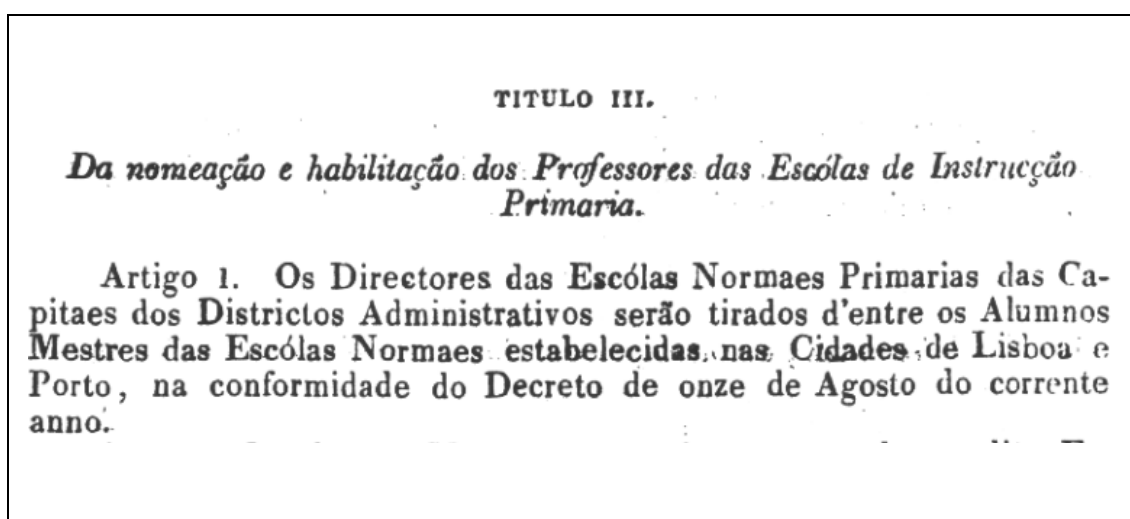 TITULO III.
Da nomeação e habilitação dos Professores das Escólas de Instrucção
Primaria.
Artigo 1. Os Directores das Escólas Normaes Primarias das Ca-
pitaes dos Districtos Administrativos serão tirados d'entre os Alumnos
Mestres das Escólas Normaes estabelecidas nas Cidades de Lisboa e
Porto, na conformidade do Decreto de onze de Agosto do corrente
anno.